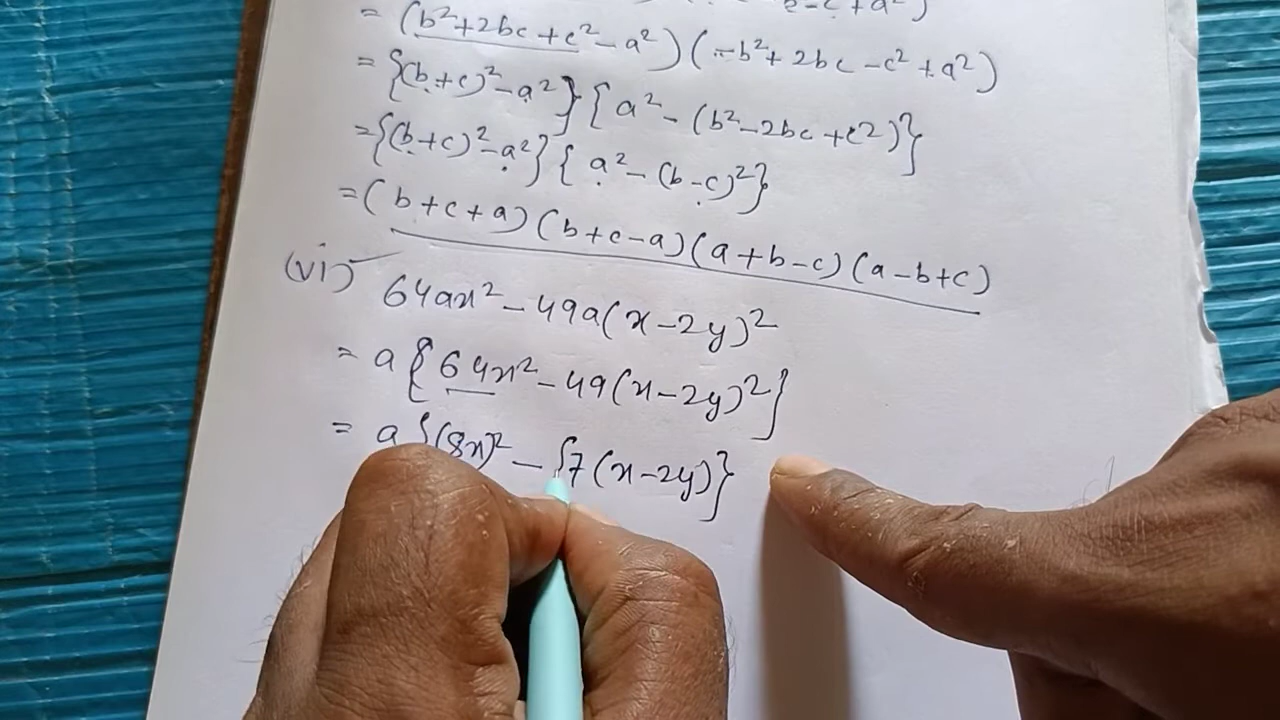 - c + a²)
= (b²+2bc+c²-a²)(-b²+2bc-c²+a²)
= {(b+c)²-a²}{a²-(b²-2bc+c2)}
= {(b+c)²-a²}{a²-(b-c)²}
= (b+c+a)(b+c-a)(a+b-c)(a-b+c)
(vi) 64ax²-49a(x-2y)²
= a{64x²-49(x-2y)²}
= a{(8x)²-{7(x-2y)}